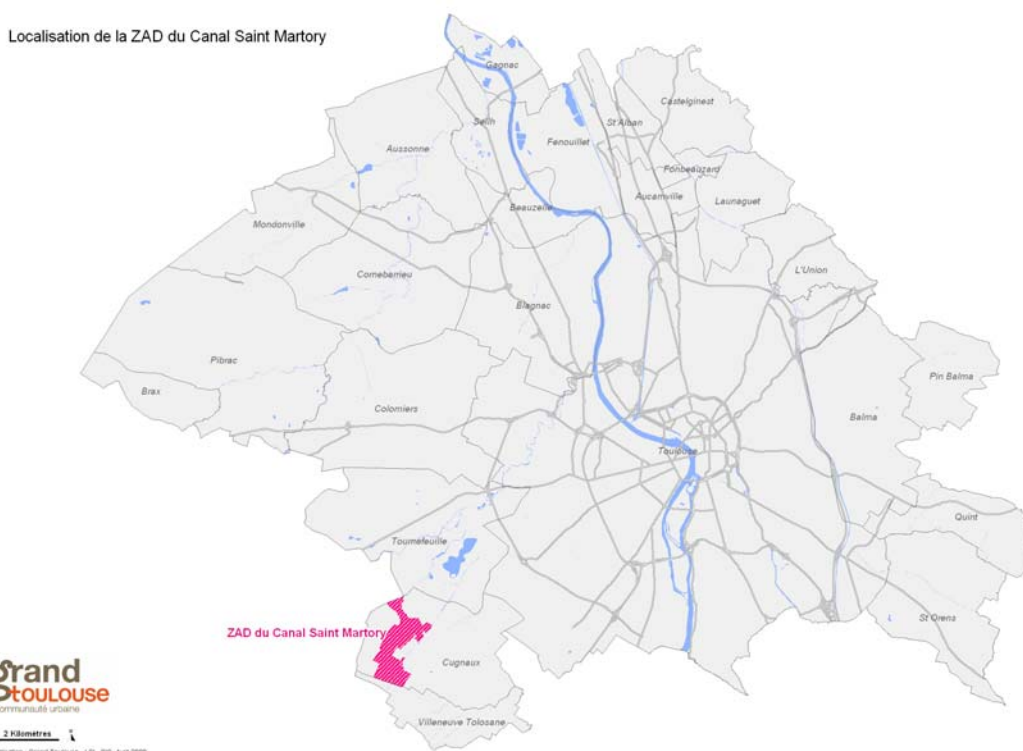 Localisation de la ZAD du Canal Saint Martory
Gagnac
Castelginest
Seilh
St Alban
Fenouillet
Aussonne
Fonbeauzard
Aucamville
Launaguet
Beauzelle
Mondonville
L'Union
Cornebarrieu
Blagnac
Pibrac
Pin Balma
Brax
Colomiers
Balma
Toulouse
Quint
Tournefeuille
St Orens
ZAD du Canal Saint Martory
Cugnaux
Grand
toulouse
communauté urbaine
Villeneuve Tolosane
2 Kilomètres